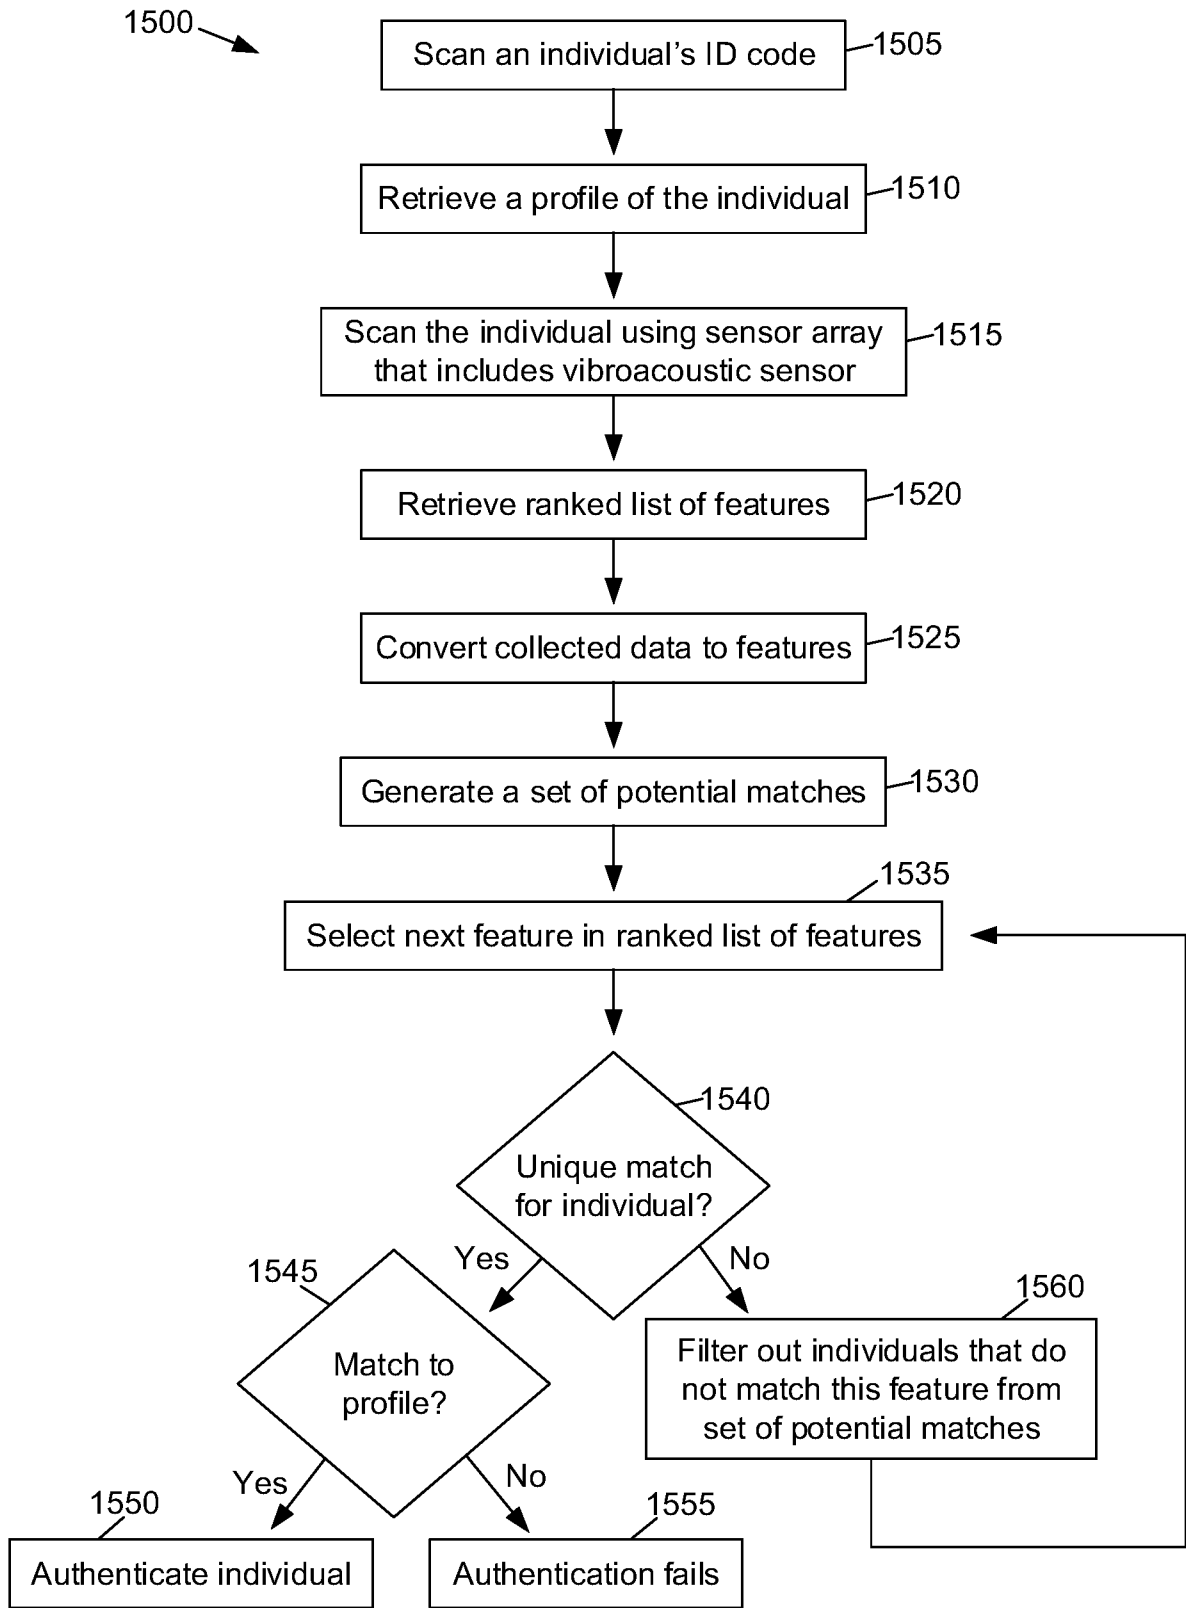 1500
Scan an individual's ID code
1505
Retrieve a profile of the individual
1510
Scan the individual using sensor array
that includes vibroacoustic sensor
1515
Retrieve ranked list of features
1520
Convert collected data to features
1525
Generate a set of potential matches
1530
1535
Select next feature in ranked list of features
1540
Unique match
for individual?
Yes
No
1545
Match to
profile?
1560
Filter out individuals that do
not match this feature from
set of potential matches
Yes
No
1550
Authenticate individual
1555
Authentication fails